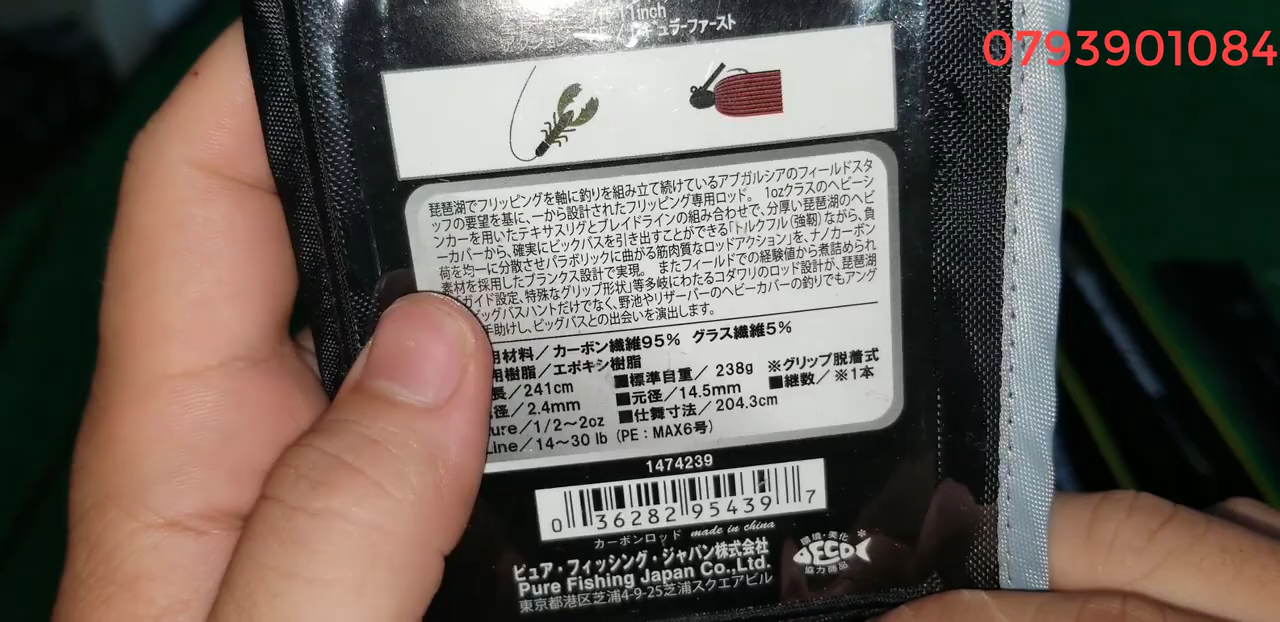 11inch
0793901084
琵琶湖でフリッピングを軸に釣りを組み立て続けているアブガルシアのフィールドスタ
ッフの要望を基に、一から設計されたフリッピング専用ロッド。 1ozクラスのヘビーシ
ンカーを用いたテキサスリグとブレイドラインの組み合わせで、分厚い琵琶湖のヘビ
ーカバーから、確実にビックバスを引き出すことができる「トルクフル(強靭)ながら、負
荷を均一に分散させパラボリックに曲がる筋肉質なロッドアクション」を、ナノカーボン
素材を採用したブランクス設計で実現。 またフィールドでの経験値から煮詰められ
ガイド設定、特殊なグリップ形状」等多岐にわたるコダワりのロッド設計が、琵琶湖
ビッグバスハントだけでなく、野池やリザーバーのヘビーカバーの釣りでもアング
手助けし、ビッグバスとの出会いを演出します。
用材料／カーボン繊維95% グラス繊維5%
用樹脂／エポキシ樹脂
長／241cm ■標準自重／ 238g ※グリップ脱着式
径／2.4mm ■元径／14.5mm ■継数／※1本
ure／1/2～2oz ■仕舞寸法／204.3cm
Line／14～30 lb (PE：MAX6号)
1474239
0 36282 95439 7
カーボンロッド made in china
ピュア・フィッシング・ジャパン株式会社
Pure Fishing Japan Co.,Ltd.
東京都港区芝浦4-9-25芝浦スクエアビル
環境・美化
ECO
協力商品